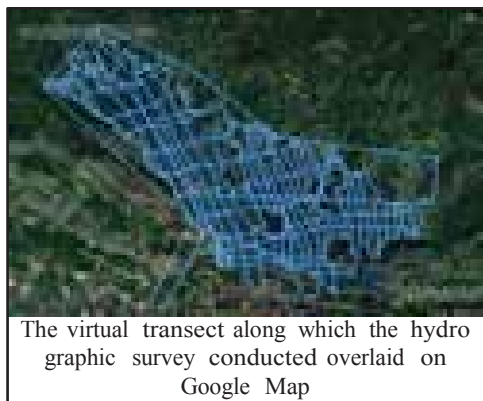 The virtual transect along which the hydro
graphic survey conducted overlaid on
Google Map